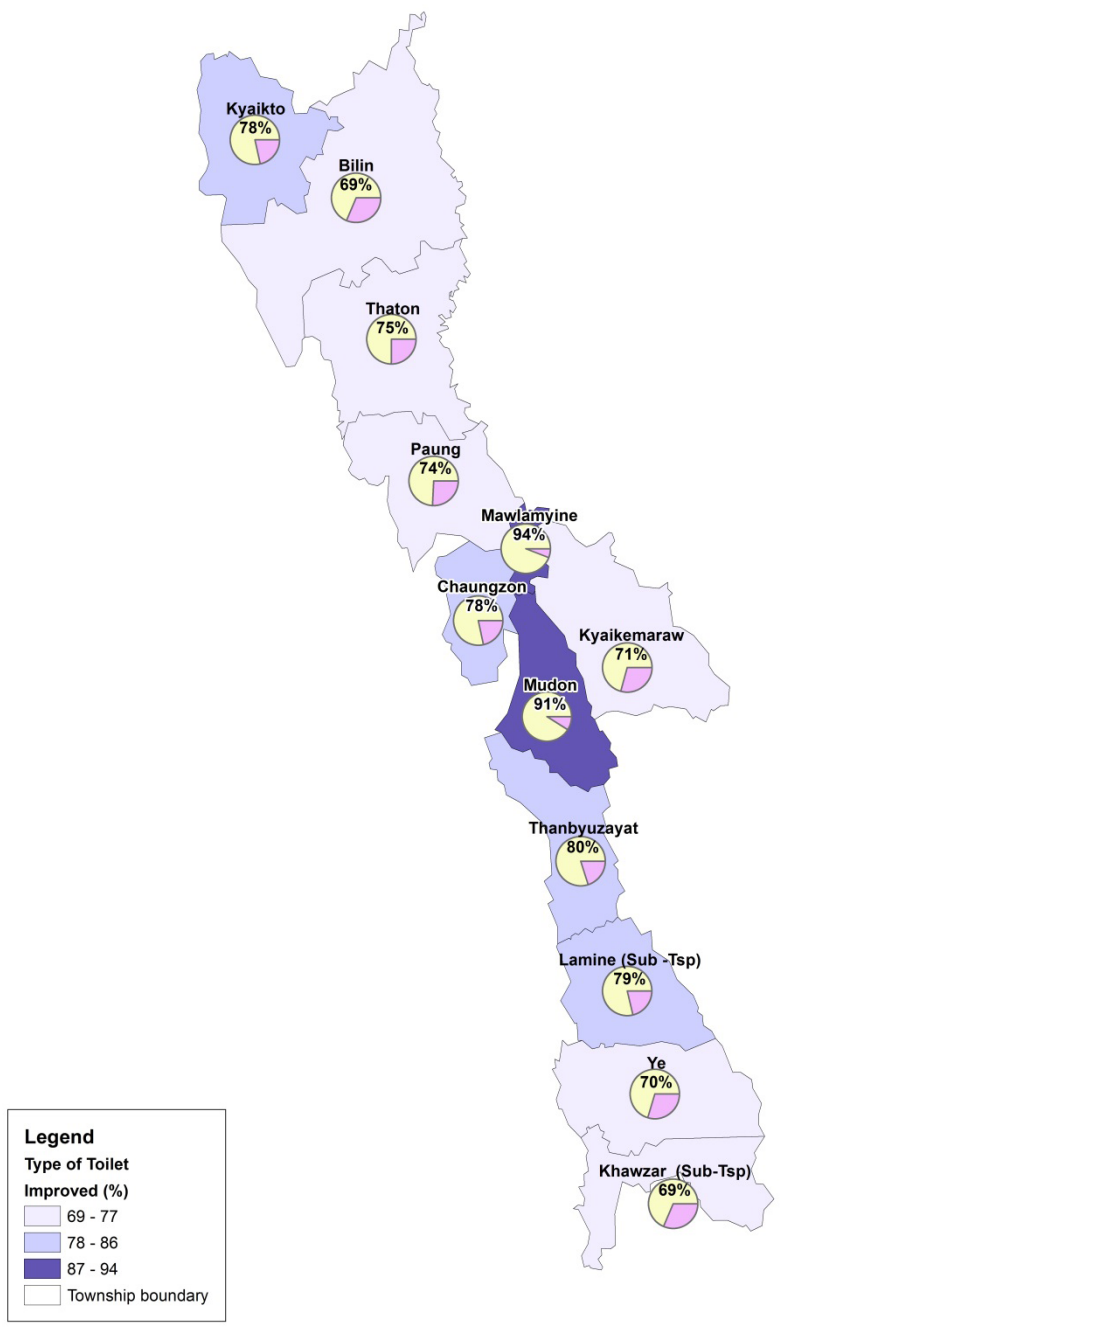 Kyaikto
78%
Bilin
69%
Thaton
75%
Paung
74%
Mawlamyine
94%
Chaungzon
78%
Kyaikemaraw
71%
Mudon
91%
Thanbyuzayat
80%
Lamine (Sub -Tsp)
79%
Ye
70%
Khawzar (Sub-Tsp)
69%
Legend
Type of Toilet
Improved (%)
69 - 77
78 - 86
87 - 94
Township boundary